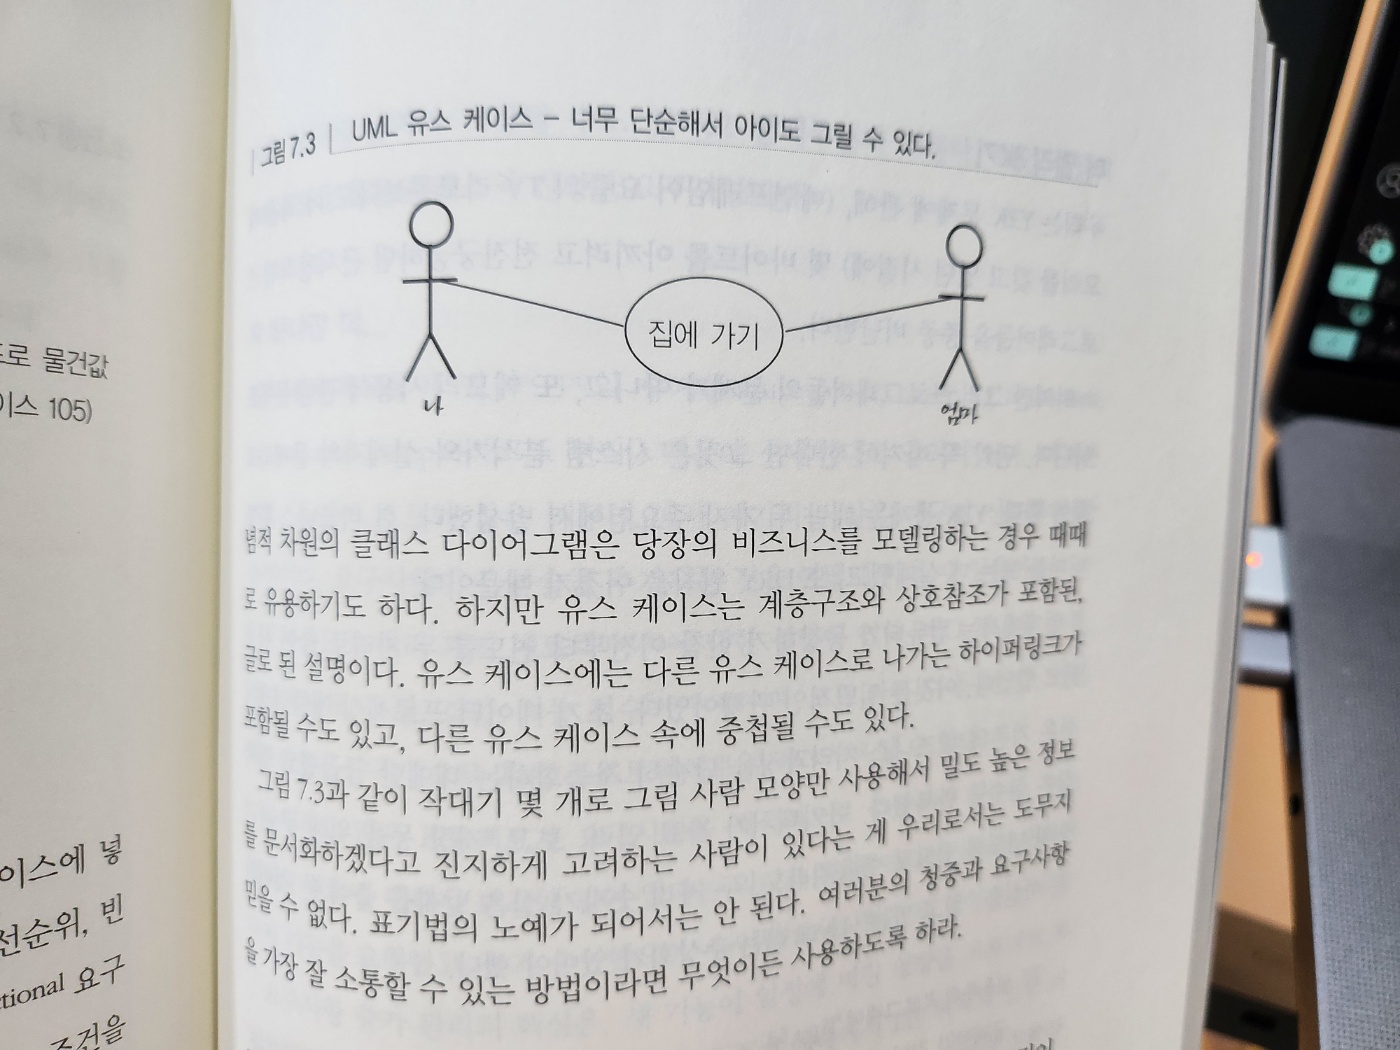 로 물건값
이스 105)
이스에 넣
전순위, 빈
tional 요구
조건을
그림 7.3 UML 유스 케이스 – 너무 단순해서 아이도 그릴 수 있다.
집에 가기
나 엄마
념적 차원의 클래스 다이어그램은 당장의 비즈니스를 모델링하는 경우 때때
로 유용하기도 하다. 하지만 유스 케이스는 계층구조와 상호참조가 포함된,
글로 된 설명이다. 유스 케이스에는 다른 유스 케이스로 나가는 하이퍼링크가
포함될 수도 있고, 다른 유스 케이스 속에 중첩될 수도 있다.
그림 7.3과 같이 작대기 몇 개로 그림 사람 모양만 사용해서 밀도 높은 정보
를 문서화하겠다고 진지하게 고려하는 사람이 있다는 게 우리로서는 도무지
믿을 수 없다. 표기법의 노예가 되어서는 안 된다. 여러분의 청중과 요구사항
을 가장 잘 소통할 수 있는 방법이라면 무엇이든 사용하도록 하라.